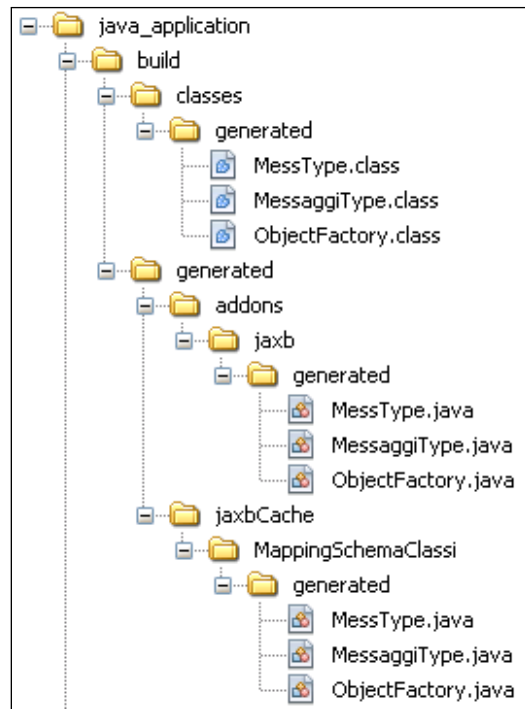 java_application
build
classes
generated
MessType.class
MessaggiType.class
ObjectFactory.class
generated
addons
jaxb
generated
MessType.java
MessaggiType.java
ObjectFactory.java
jaxbCache
MappingSchemaClassi
generated
MessType.java
MessaggiType.java
ObjectFactory.java